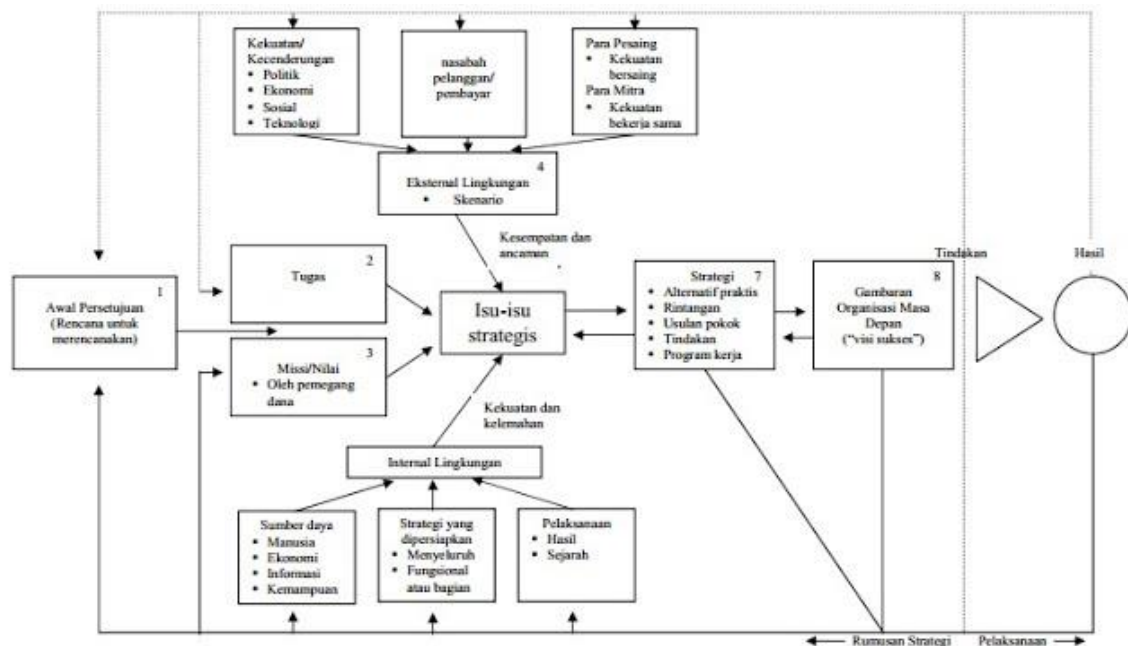 Kekuatan/
Kecenderungan
▪ Politik
▪ Ekonomi
▪ Sosial
▪ Teknologi
nasabah
pelanggan/
pembayar
Para Pesaing
▪ Kekuatan
bersaing
Para Mitra
▪ Kekuatan
bekerja sama
4
Eksternal Lingkungan
▪ Skenario
Kesempatan dan
ancaman
1
Awal Persetujuan
(Rencana untuk
merencanakan)
2
Tugas
3
Missi/Nilai
▪ Oleh pemegang
dana
Isu-isu
strategis
Strategi 7
▪ Alternatif praktis
▪ Rintangan
▪ Usulan pokok
▪ Tindakan
▪ Program kerja
8
Gambaran
Organisasi Masa
Depan
(“visi sukses”)
Tindakan
Hasil
Kekuatan dan
kelemahan
Internal Lingkungan
Sumber daya
▪ Manusia
▪ Ekonomi
▪ Informasi
▪ Kemampuan
Strategi yang
dipersiapkan
▪ Menyeluruh
▪ Fungsional
atau bagian
Pelaksanaan
▪ Hasil
▪ Sejarah
Rumusan Strategi
Pelaksanaan